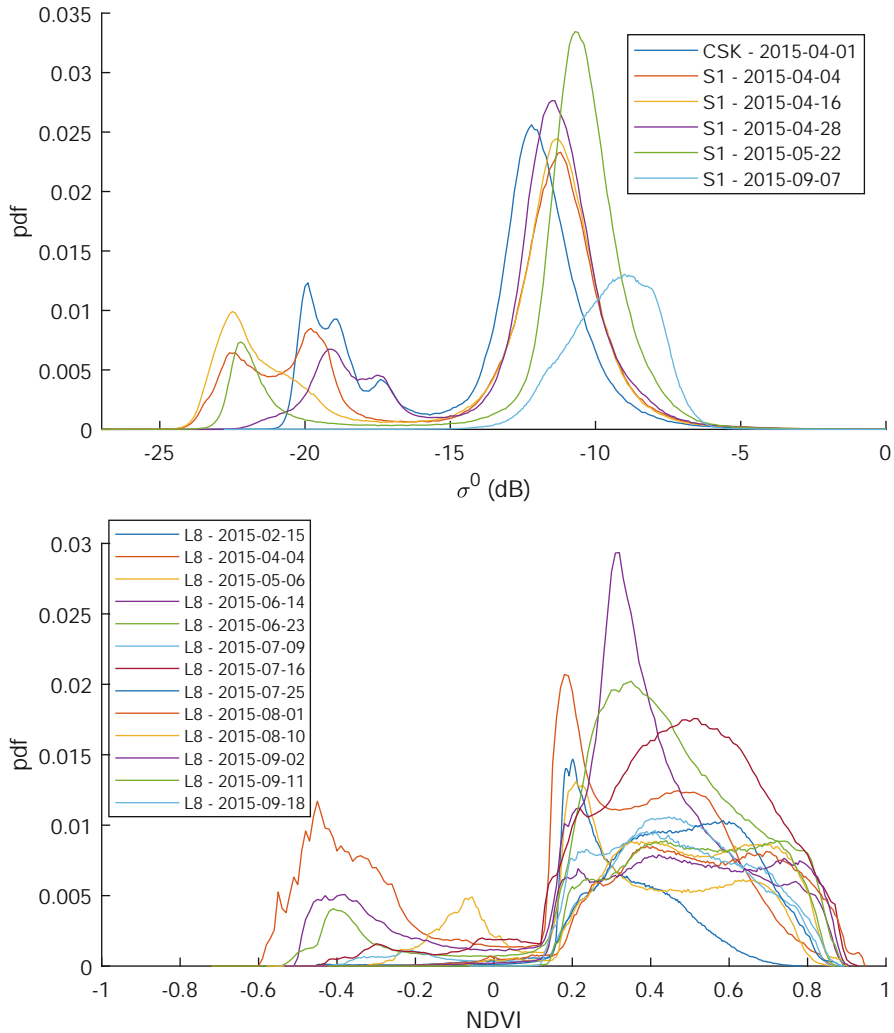 0.035
0.03
0.025
0.02
0.015
0.01
0.005
0
pdf
CSK - 2015-04-01
S1 - 2015-04-04
S1 - 2015-04-16
S1 - 2015-04-28
S1 - 2015-05-22
S1 - 2015-09-07
-25 -20 -15 -10 -5 0
σ⁰ (dB)
L8 - 2015-02-15
L8 - 2015-04-04
L8 - 2015-05-06
L8 - 2015-06-14
L8 - 2015-06-23
L8 - 2015-07-09
L8 - 2015-07-16
L8 - 2015-07-25
L8 - 2015-08-01
L8 - 2015-08-10
L8 - 2015-09-02
L8 - 2015-09-11
L8 - 2015-09-18
0.03
0.025
0.02
0.015
0.01
0.005
0
pdf
-1 -0.8 -0.6 -0.4 -0.2 0 0.2 0.4 0.6 0.8 1
NDVI